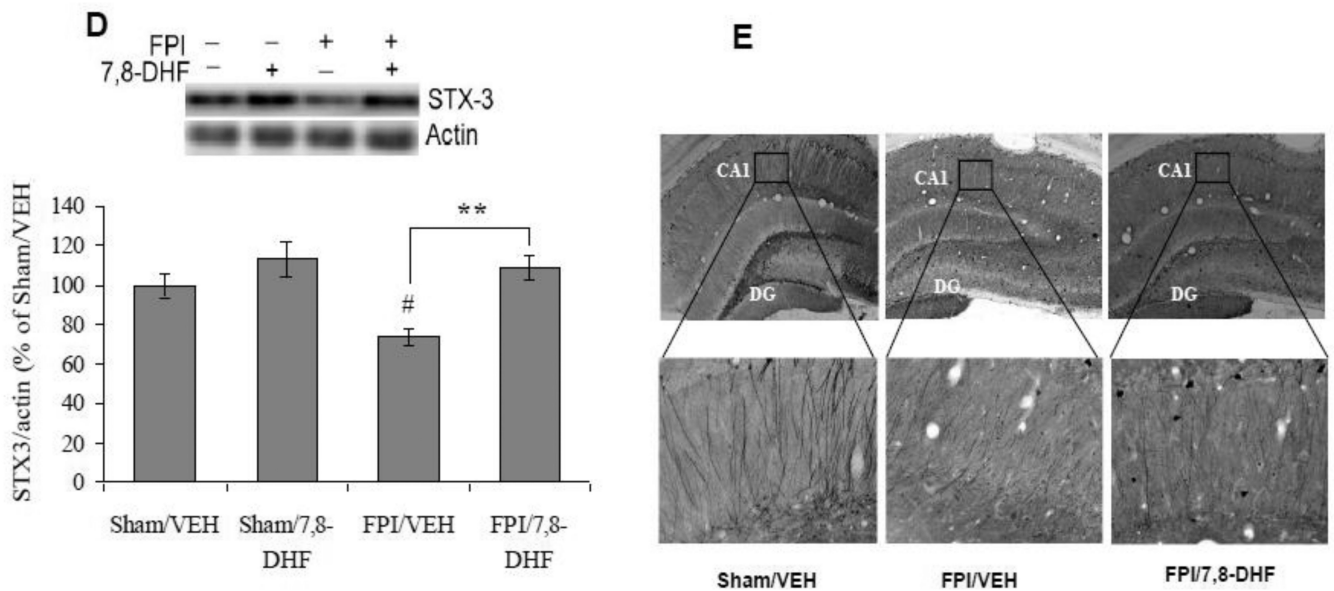 D
FPI – – + +
7,8-DHF – + – +
STX-3
Actin
STX3/actin (% of Sham/VEH
140
120
100
80
60
40
20
0
**
#
Sham/VEH
Sham/7,8-
DHF
FPI/VEH
FPI/7,8-
DHF
E
CA1
DG
CA1
DG
CA1
DG
Sham/VEH
FPI/VEH
FPI/7,8-DHF